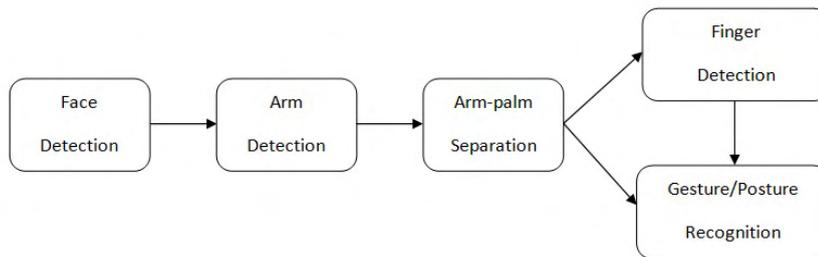 Face
Detection
Arm
Detection
Arm-palm
Separation
Finger
Detection
Gesture/Posture
Recognition